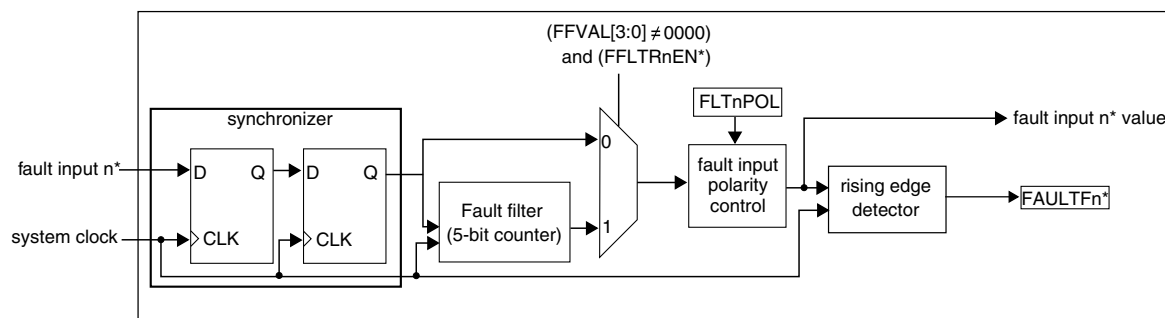 (FFVAL[3:0] ≠ 0000)
and (FFLTRnEN*)
FLTnPOL
synchronizer
fault input n* value
0
fault input n*
D Q
D Q
fault input
polarity
control
rising edge
detector
FAULTFn*
Fault filter
(5-bit counter)
1
system clock
CLK
CLK